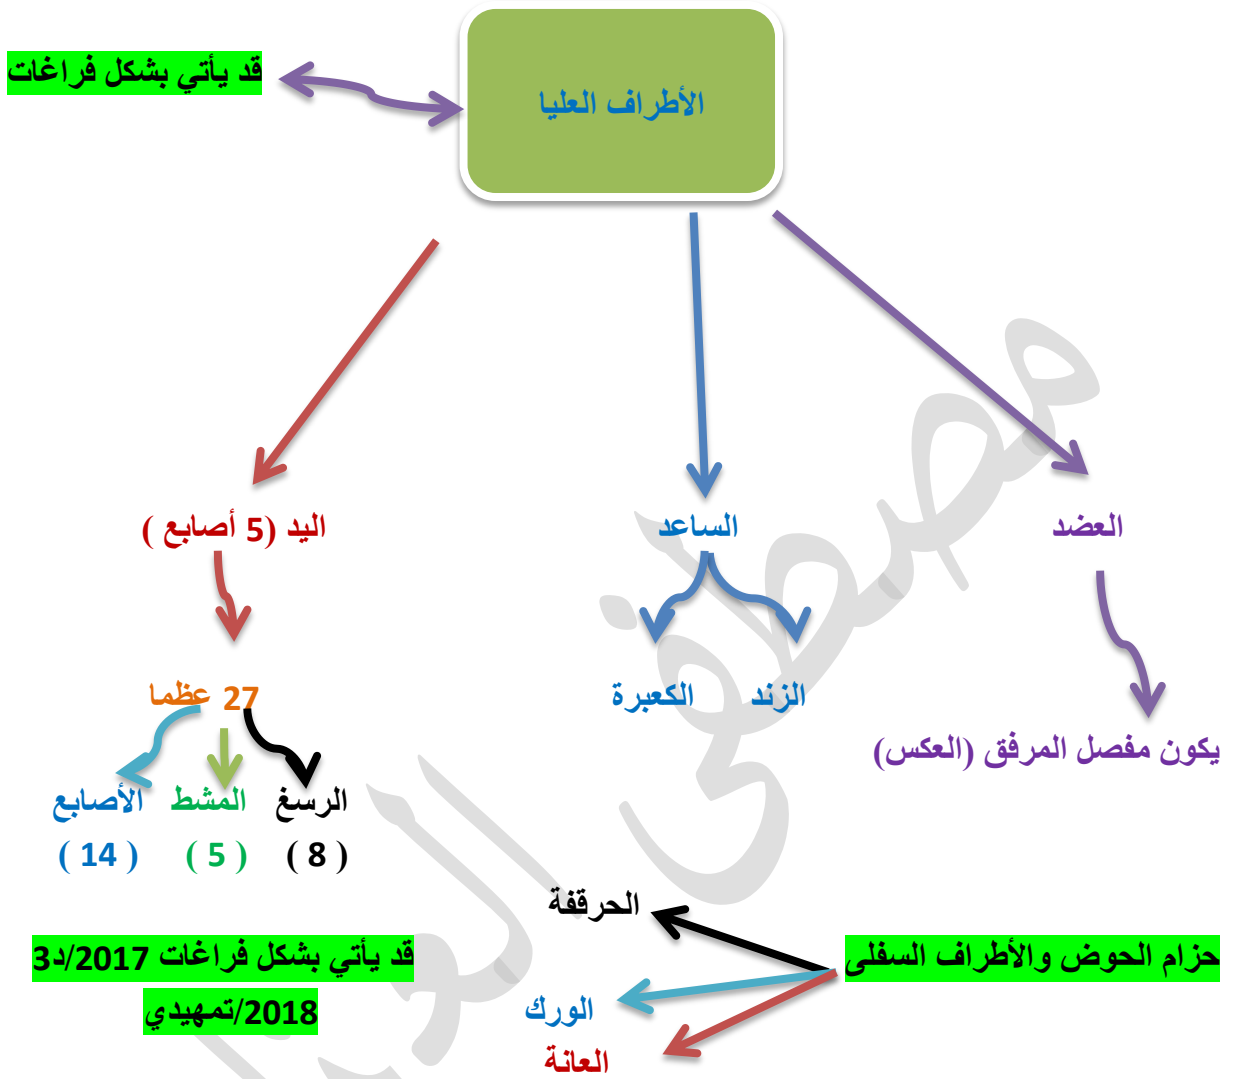 الأطراف العليا
قد يأتي بشكل فراغات
العضد
الساعد
اليد (5 أصابع )
يكون مفصل المرفق (العكس)
الزند
الكعبرة
27 عظما
الرسغ
المشط
الأصابع
( 8 )
( 5 )
( 14 )
حزام الحوض والأطراف السفلى
الحرقفة
الورك
العانة
قد يأتي بشكل فراغات 2017/د3
2018/تمهيدي
مصطفى